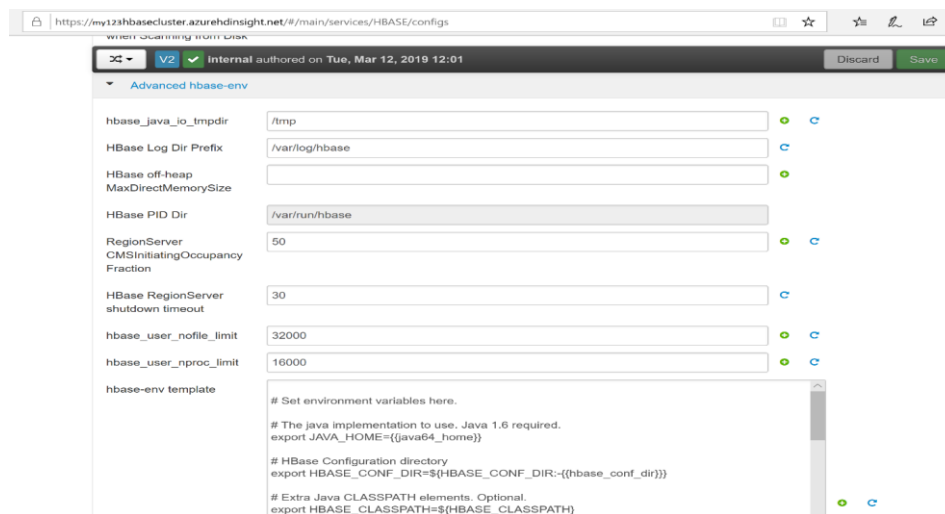 https://my123hbasecluster.azurehdinsight.net/#/main/services/HBASE/configs
when Scanning from Disk
V2 internal authored on Tue, Mar 12, 2019 12:01 Discard Save
Advanced hbase-env
hbase_java_io_tmpdir /tmp
HBase Log Dir Prefix /var/log/hbase
HBase off-heap
MaxDirectMemorySize
HBase PID Dir /var/run/hbase
RegionServer 50
CMSInitiatingOccupancy
Fraction
HBase RegionServer 30
shutdown timeout
hbase_user_nofile_limit 32000
hbase_user_nproc_limit 16000
hbase-env template
# Set environment variables here.
# The java implementation to use. Java 1.6 required.
export JAVA_HOME={{java64_home}}
# HBase Configuration directory
export HBASE_CONF_DIR=${HBASE_CONF_DIR:-{{hbase_conf_dir}}}
# Extra Java CLASSPATH elements. Optional.
export HBASE_CLASSPATH=${HBASE_CLASSPATH}